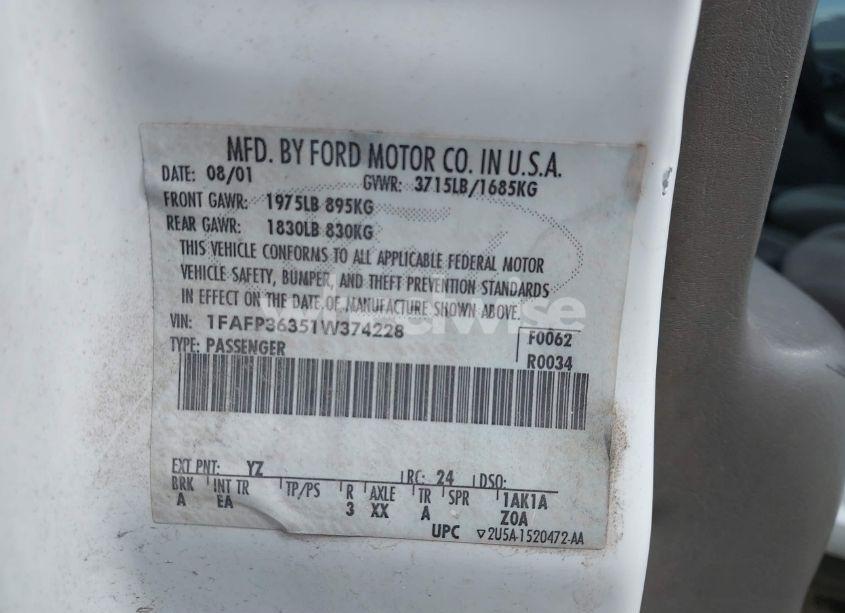 MFD. BY FORD MOTOR CO. IN U.S.A.
DATE: 08/01 GVWR: 3715LB/1685KG
FRONT GAWR: 1975LB 895KG
REAR GAWR: 1830LB 830KG
THIS VEHICLE CONFORMS TO ALL APPLICABLE FEDERAL MOTOR
VEHICLE SAFETY, BUMPER, AND THEFT PREVENTION STANDARDS
IN EFFECT ON THE DATE OF MANUFACTURE SHOWN ABOVE.
VIN: 1FAFP36351W374228 F0062
TYPE: PASSENGER R0034
EXT PNT: YZ RC: 24 DSO:
BRK INT TR TP/PS R AXLE TR SPR 1AK1A
A EA 3 XX A Z0A
UPC 2U5A-1520472-AA